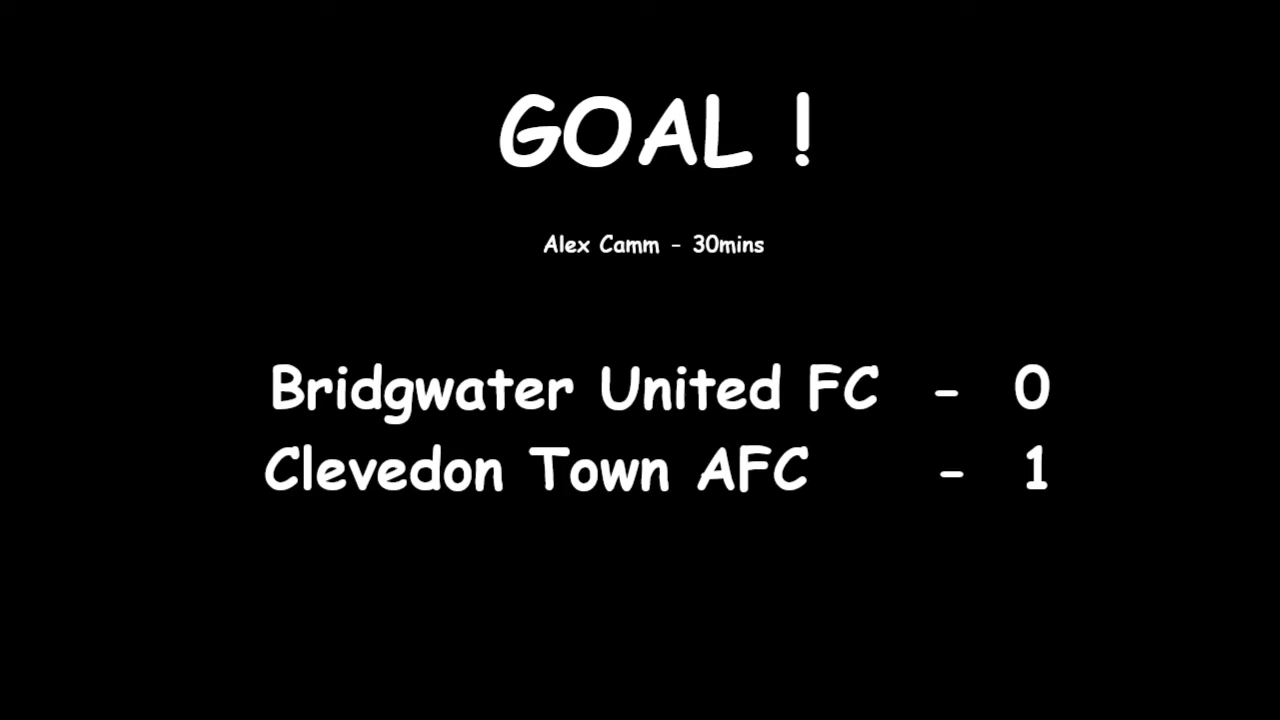 GOAL !
Alex Camm - 30mins
Bridgwater United FC - 0
Clevedon Town AFC - 1